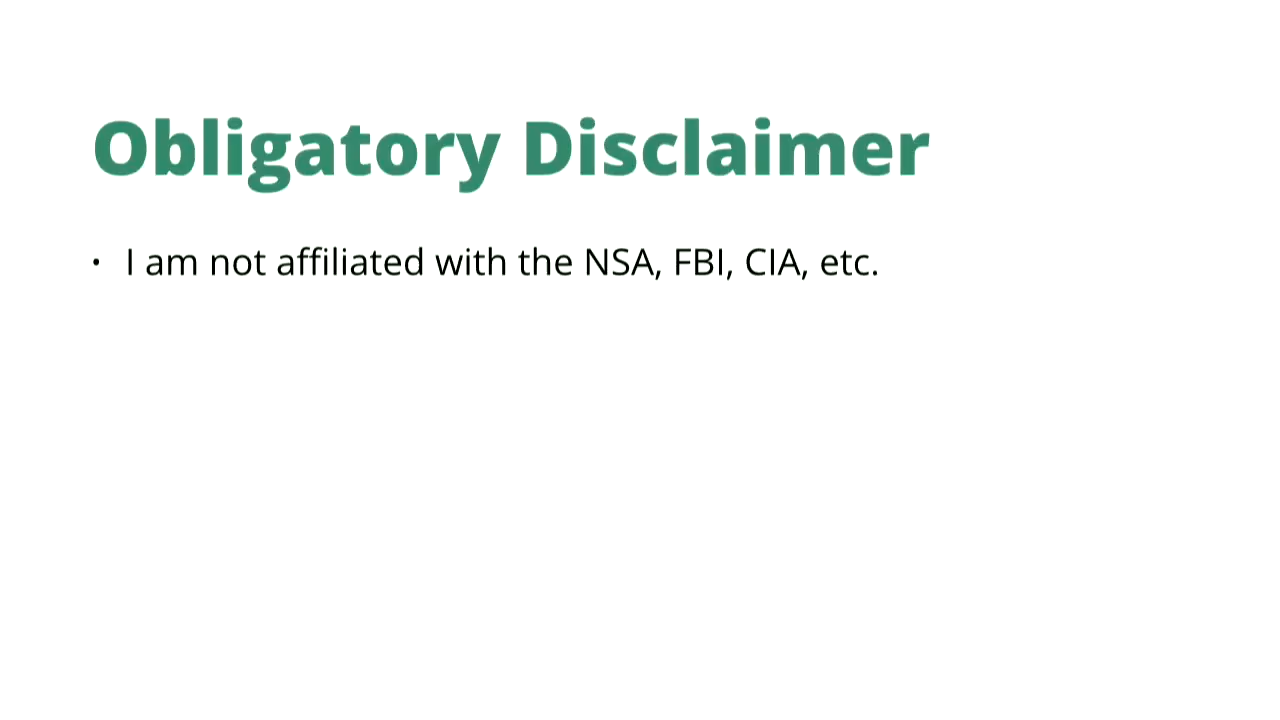 Obligatory Disclaimer
• I am not affiliated with the NSA, FBI, CIA, etc.